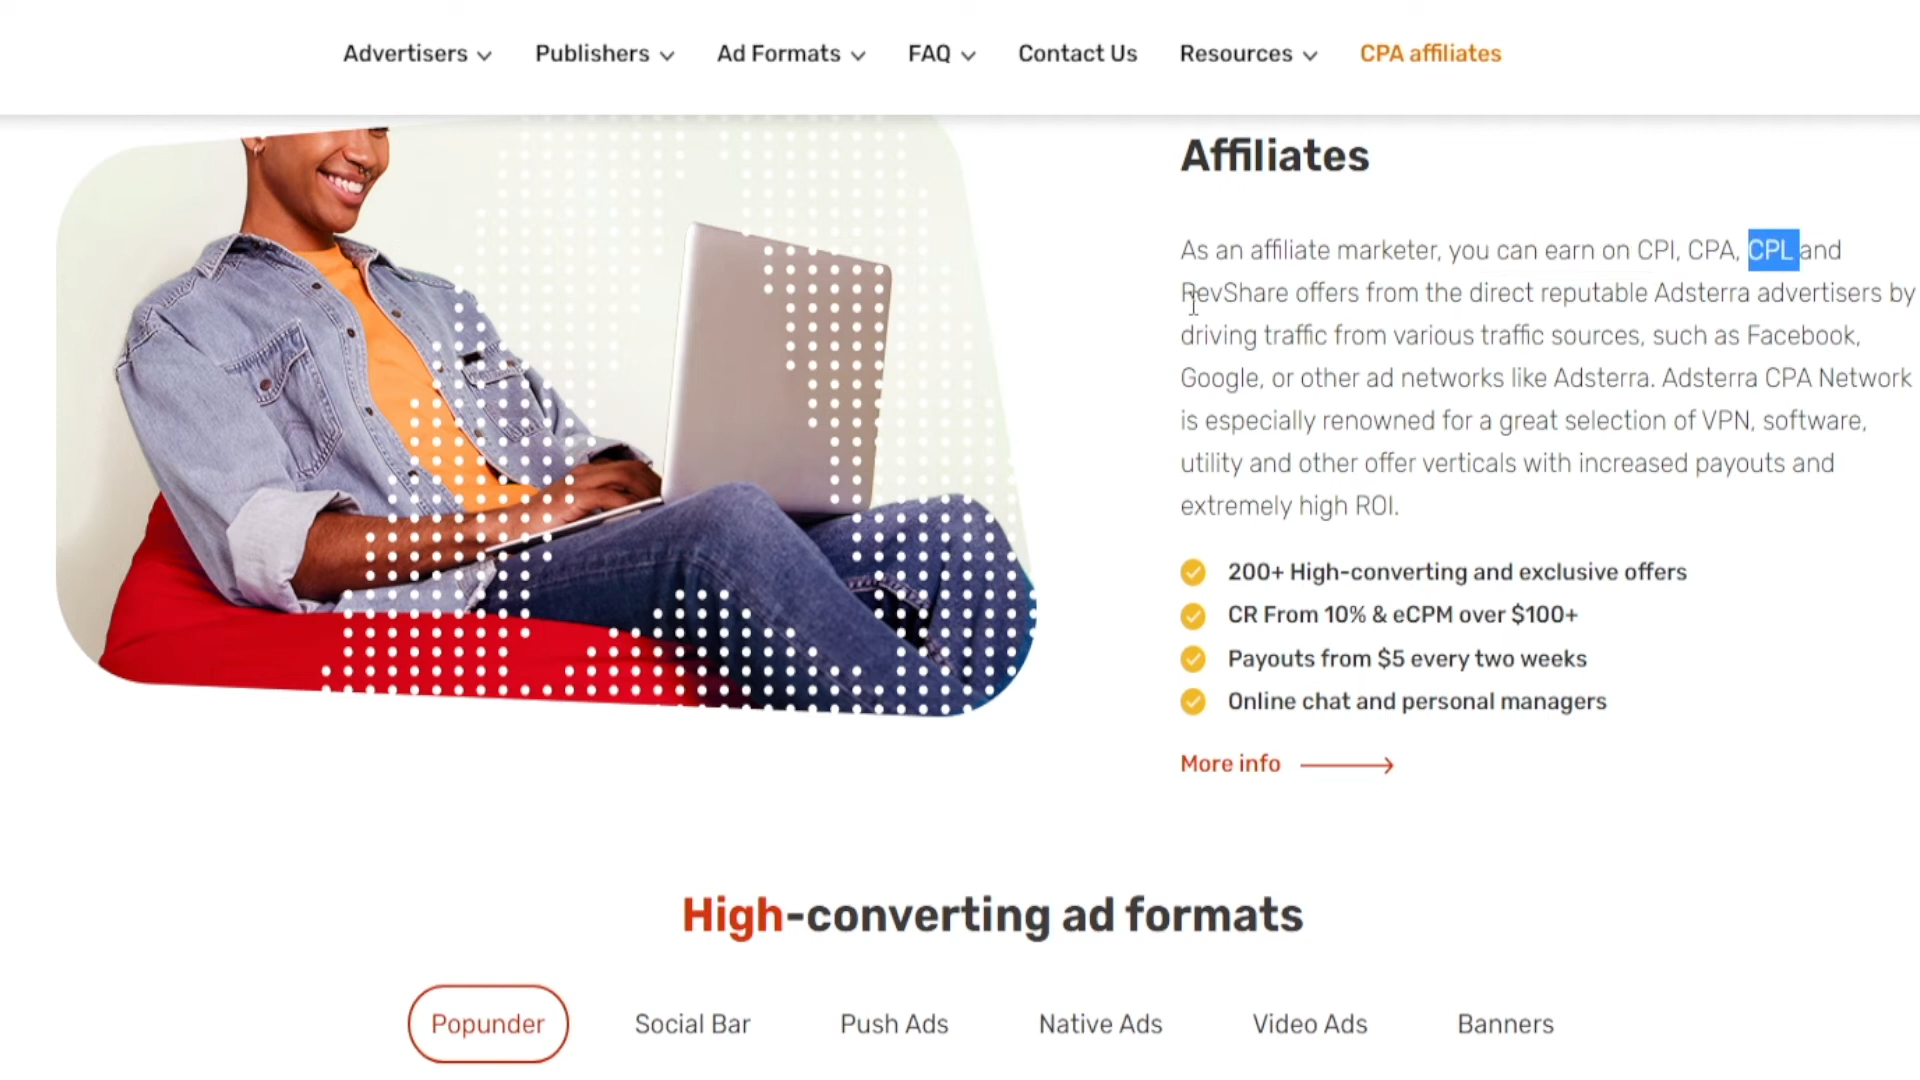 Advertisers Publishers Ad Formats FAQ Contact Us Resources CPA affiliates
Affiliates
As an affiliate marketer, you can earn on CPI, CPA, CPL and
RevShare offers from the direct reputable Adsterra advertisers by
driving traffic from various traffic sources, such as Facebook,
Google, or other ad networks like Adsterra. Adsterra CPA Network
is especially renowned for a great selection of VPN, software,
utility and other offer verticals with increased payouts and
extremely high ROI.
200+ High-converting and exclusive offers
CR From 10% & eCPM over $100+
Payouts from $5 every two weeks
Online chat and personal managers
More info
High-converting ad formats
Popunder Social Bar Push Ads Native Ads Video Ads Banners